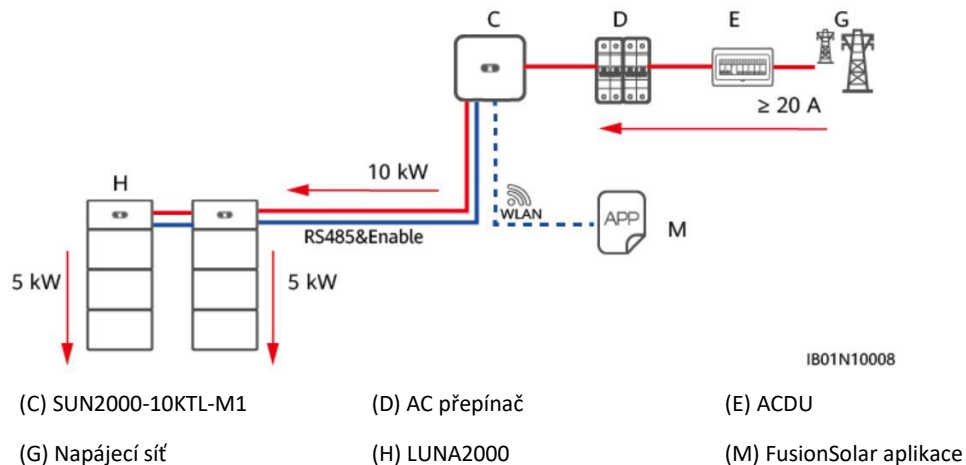 C
D
E
G
≥ 20 A
10 kW
H
WLAN
APP
M
RS485&Enable
5 kW
5 kW
IB01N10008
(C) SUN2000-10KTL-M1
(D) AC přepínač
(E) ACDU
(G) Napájecí síť
(H) LUNA2000
(M) FusionSolar aplikace